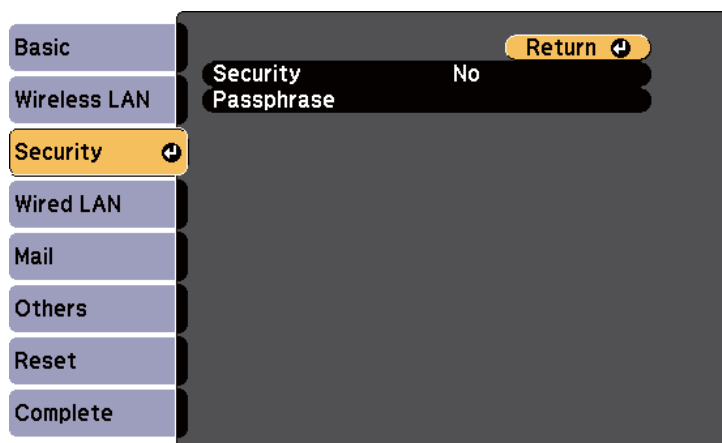 Basic
Wireless LAN
Security
Wired LAN
Mail
Others
Reset
Complete
Return
Security No
Passphrase